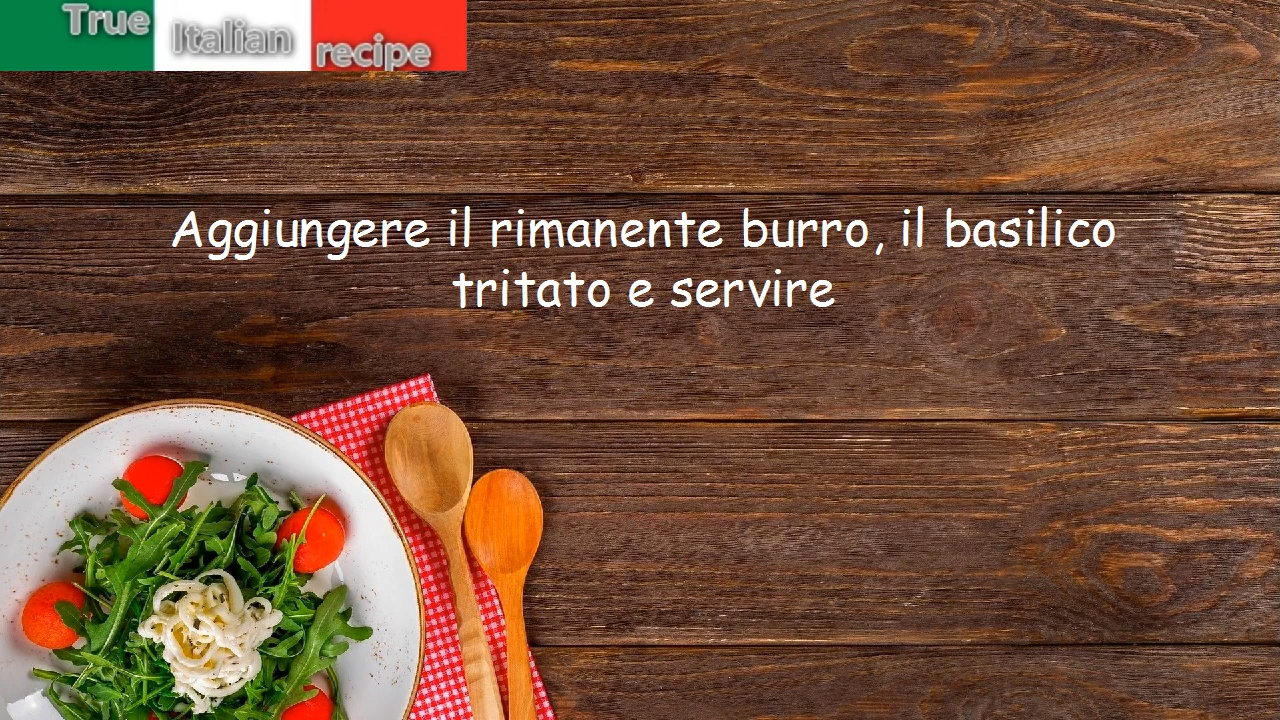 True Italian recipe
Aggiungere il rimanente burro, il basilico
tritato e servire